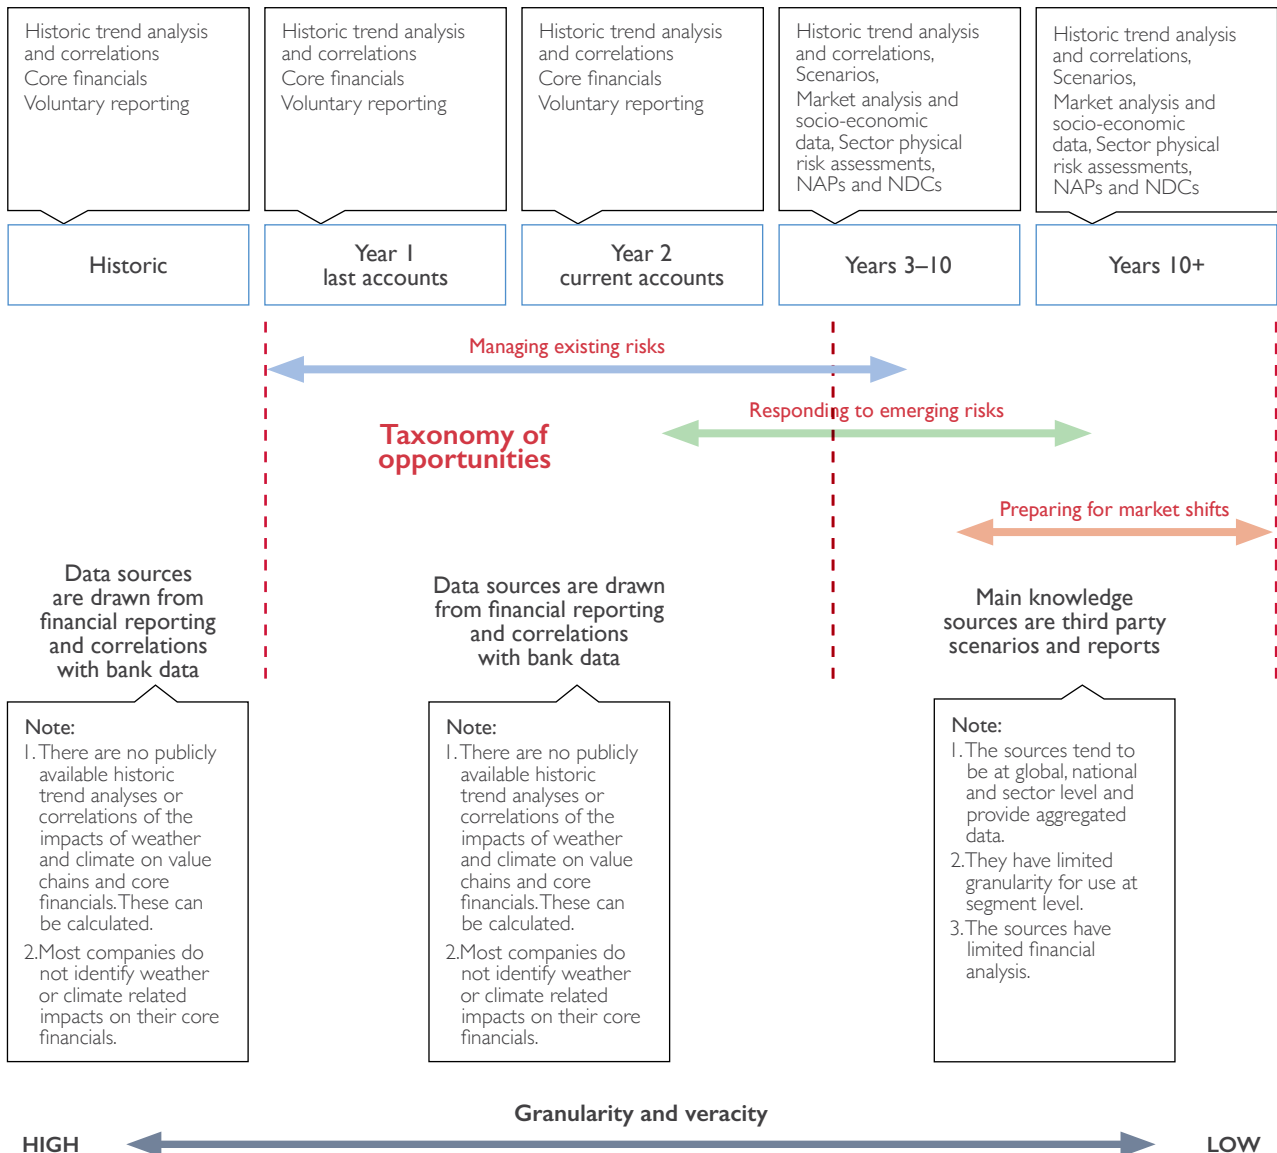 Historic trend analysis
and correlations
Core financials
Voluntary reporting
Historic trend analysis
and correlations
Core financials
Voluntary reporting
Historic trend analysis
and correlations
Core financials
Voluntary reporting
Historic trend analysis
and correlations,
Scenarios,
Market analysis and
socio-economic
data, Sector physical
risk assessments,
NAPs and NDCs
Historic trend analysis
and correlations,
Scenarios,
Market analysis and
socio-economic
data, Sector physical
risk assessments,
NAPs and NDCs
Historic
Year 1
last accounts
Year 2
current accounts
Years 3–10
Years 10+
Managing existing risks
Responding to emerging risks
Taxonomy of
opportunities
Preparing for market shifts
Data sources
are drawn from
financial reporting
and correlations
with bank data
Data sources are drawn
from financial reporting
and correlations
with bank data
Main knowledge
sources are third party
scenarios and reports
Note:
1. There are no publicly
available historic
trend analyses or
correlations of the
impacts of weather
and climate on value
chains and core
financials. These can
be calculated.
2. Most companies do
not identify weather
or climate related
impacts on their core
financials.
Note:
1. There are no publicly
available historic
trend analyses or
correlations of the
impacts of weather
and climate on value
chains and core
financials. These can
be calculated.
2. Most companies do
not identify weather
or climate related
impacts on their core
financials.
Note:
1. The sources tend to
be at global, national
and sector level and
provide aggregated
data.
2. They have limited
granularity for use at
segment level.
3. The sources have
limited financial
analysis.
Granularity and veracity
HIGH
LOW